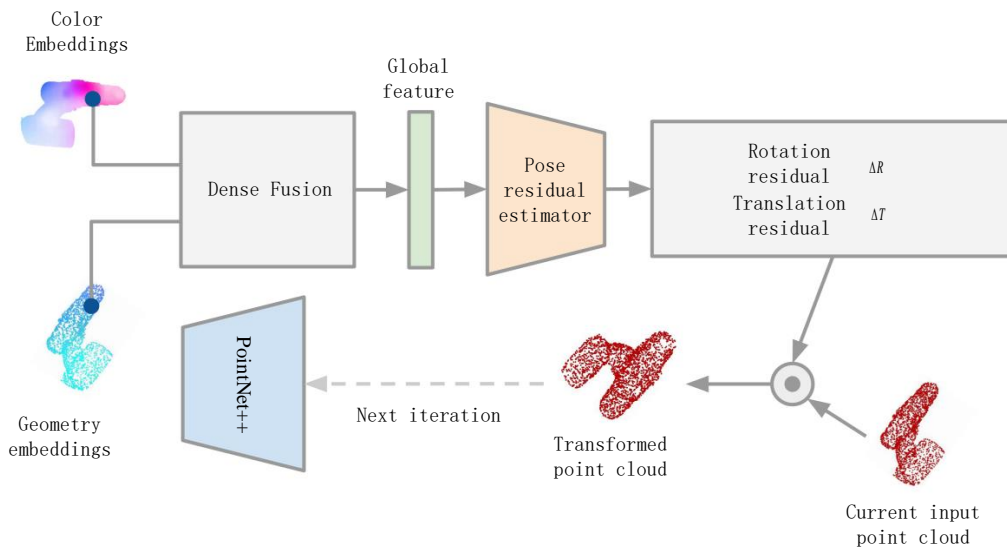 Color
Embeddings
Global
feature
Dense Fusion
Pose
residual
estimator
Rotation
residual ΔR
Translation
residual ΔT
Geometry
embeddings
PointNet++
Next iteration
Transformed
point cloud
Current input
point cloud